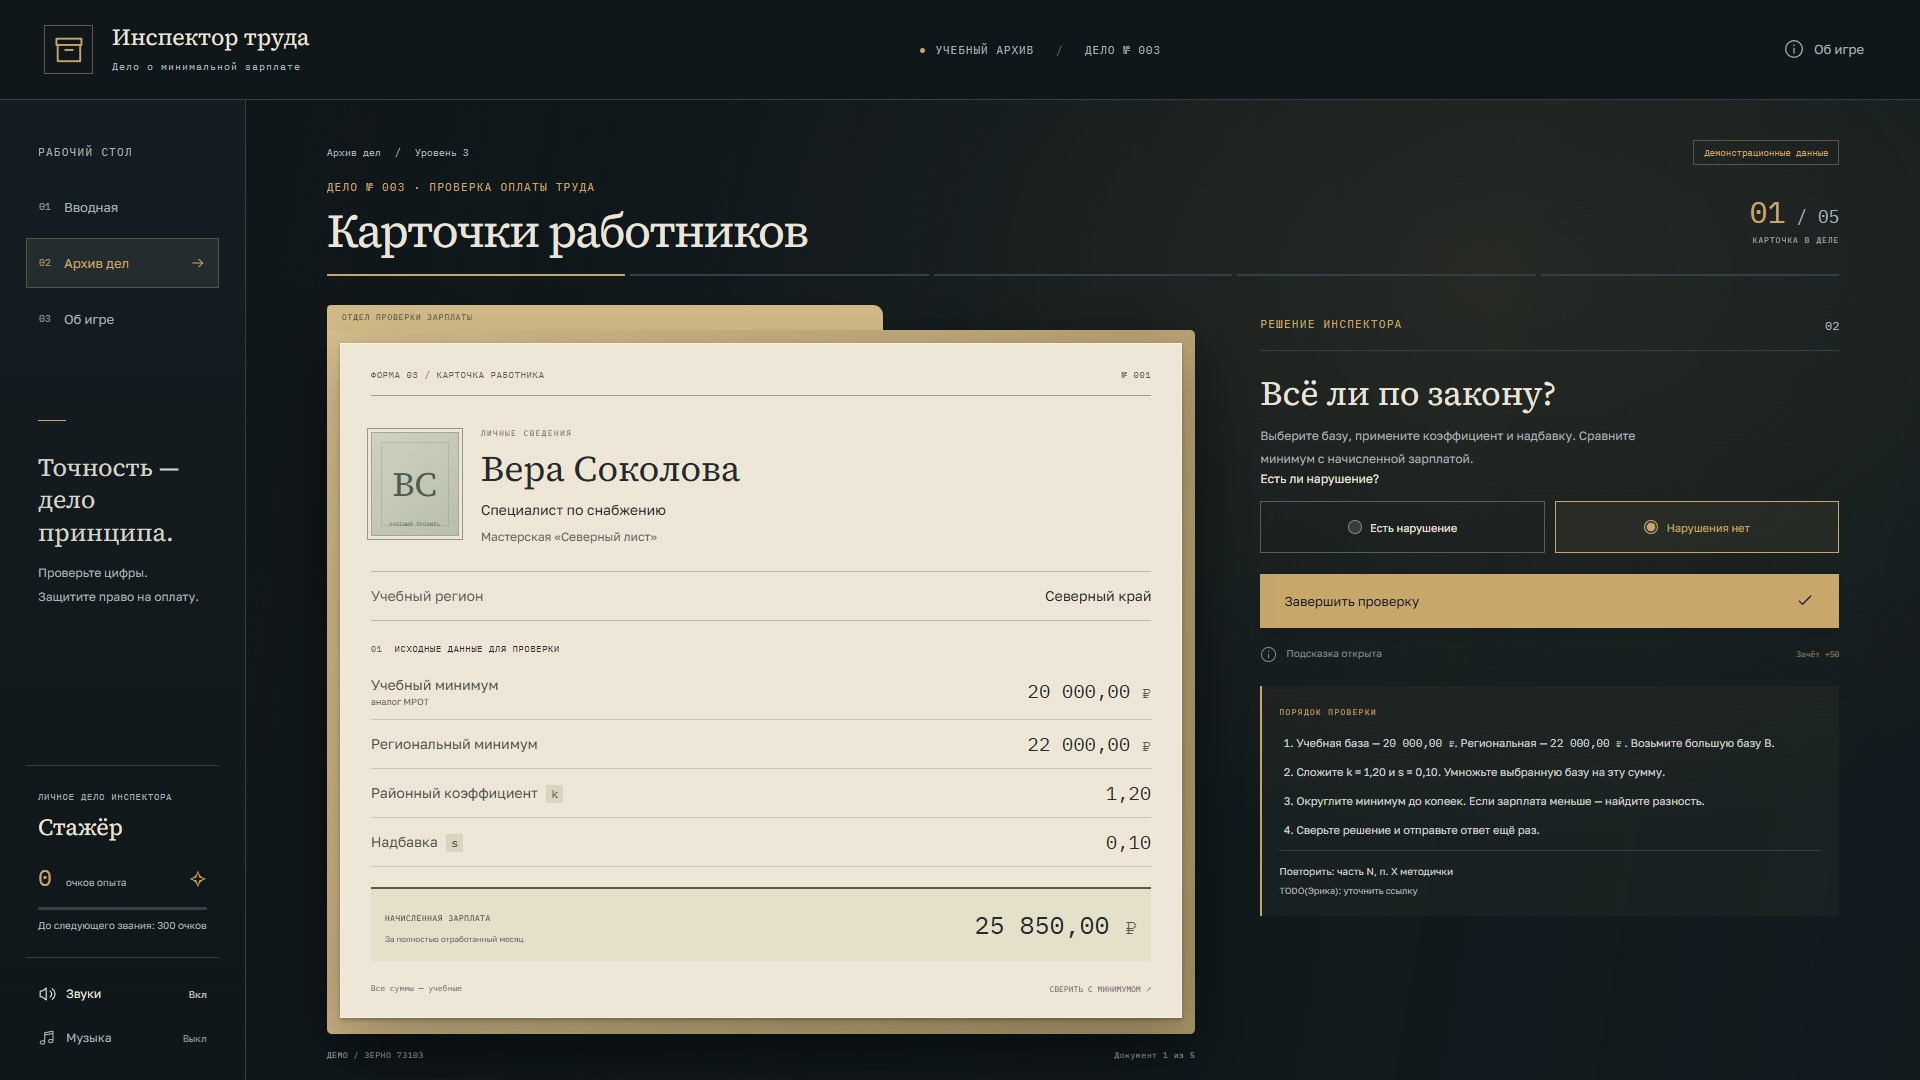 Инспектор труда
Дело о минимальной зарплате
УЧЕБНЫЙ АРХИВ / ДЕЛО № 003
Об игре
РАБОЧИЙ СТОЛ
01 Вводная
02 Архив дел →
03 Об игре
Точность —
дело
принципа.
Проверьте цифры.
Защитите право на оплату.
ЛИЧНОЕ ДЕЛО ИНСПЕКТОРА
Стажёр
0 очков опыта
До следующего звания: 300 очков
Звуки Вкл
Музыка Выкл
Архив дел / Уровень 3
Демонстрационные данные
ДЕЛО № 003 · ПРОВЕРКА ОПЛАТЫ ТРУДА
Карточки работников
01 / 05
КАРТОЧКА В ДЕЛЕ
ОТДЕЛ ПРОВЕРКИ ЗАРПЛАТЫ
ФОРМА 03 / КАРТОЧКА РАБОТНИКА № 001
ВС
УЧЕБНЫЙ ПРОФИЛЬ
ЛИЧНЫЕ СВЕДЕНИЯ
Вера Соколова
Специалист по снабжению
Мастерская «Северный лист»
Учебный регион Северный край
01 ИСХОДНЫЕ ДАННЫЕ ДЛЯ ПРОВЕРКИ
Учебный минимум 20 000,00 ₽
аналог МРОТ
Региональный минимум 22 000,00 ₽
Районный коэффициент k 1,20
Надбавка s 0,10
НАЧИСЛЕННАЯ ЗАРПЛАТА 25 850,00 ₽
За полностью отработанный месяц
Все суммы — учебные СВЕРИТЬ С МИНИМУМОМ ↗
ДЕМО / ЗЕРНО 73103 Документ 1 из 5
РЕШЕНИЕ ИНСПЕКТОРА 02
Всё ли по закону?
Выберите базу, примените коэффициент и надбавку. Сравните
минимум с начисленной зарплатой.
Есть ли нарушение?
Есть нарушение Нарушения нет
Завершить проверку
Подсказка открыта Зачёт +50
ПОРЯДОК ПРОВЕРКИ
1. Учебная база — 20 000,00 ₽. Региональная — 22 000,00 ₽ . Возьмите большую базу B.
2. Сложите k = 1,20 и s = 0,10. Умножьте выбранную базу на эту сумму.
3. Округлите минимум до копеек. Если зарплата меньше — найдите разность.
4. Сверьте решение и отправьте ответ ещё раз.
Повторить: часть N, п. X методички
TODO(Эрика): уточнить ссылку